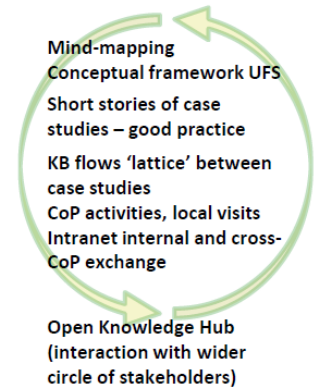 Mind-mapping
Conceptual framework UFS
Short stories of case
studies – good practice
KB flows ‘lattice’ between
case studies
CoP activities, local visits
Intranet internal and cross-
CoP exchange
Open Knowledge Hub
(interaction with wider
circle of stakeholders)